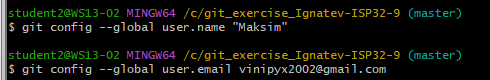 student2@WS13-02 MINGW64 /c/git_exercise_Ignatev-ISP32-9 (master)
$ git config --global user.name "Maksim"

student2@WS13-02 MINGW64 /c/git_exercise_Ignatev-ISP32-9 (master)
$ git config --global user.email vinipyx2002@gmail.com